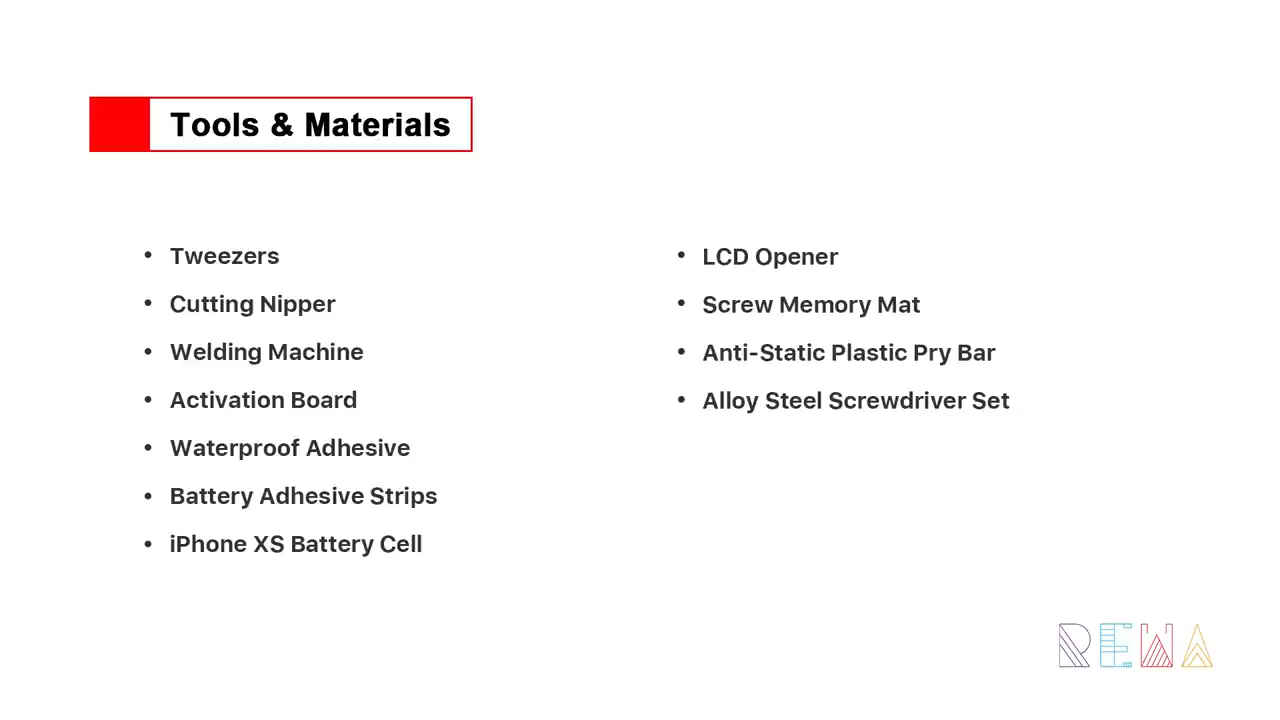 Tools & Materials
• Tweezers
• Cutting Nipper
• Welding Machine
• Activation Board
• Waterproof Adhesive
• Battery Adhesive Strips
• iPhone XS Battery Cell
• LCD Opener
• Screw Memory Mat
• Anti-Static Plastic Pry Bar
• Alloy Steel Screwdriver Set
REWA